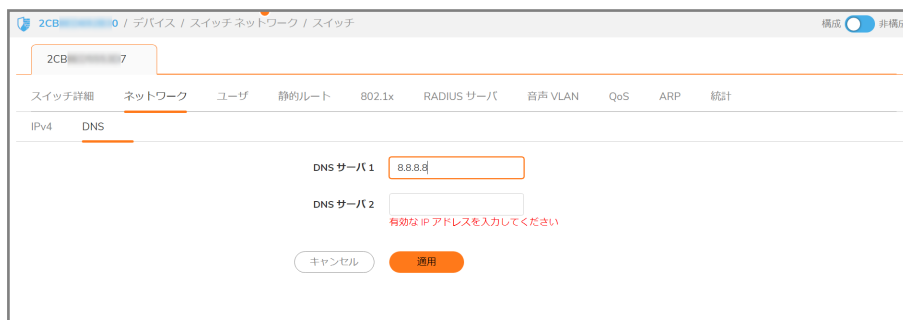 2CB 0 / デバイス / スイッチ ネットワーク / スイッチ
構成 非構成
2CB 7
スイッチ詳細 ネットワーク ユーザ 静的ルート 802.1x RADIUS サーバ 音声 VLAN QoS ARP 統計
IPv4 DNS
DNS サーバ 1 8.8.8.8
DNS サーバ 2
有効な IP アドレスを入力してください
キャンセル 適用